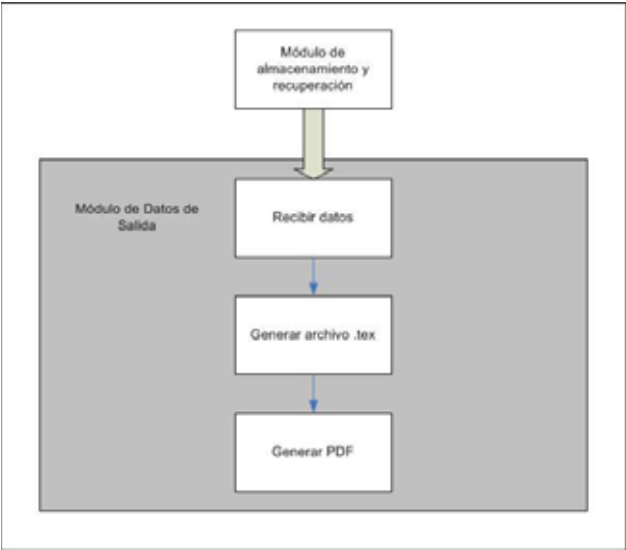 Módulo de
almacenamiento y
recuperación
Módulo de Datos de
Salida
Recibir datos
Generar archivo .tex
Generar PDF